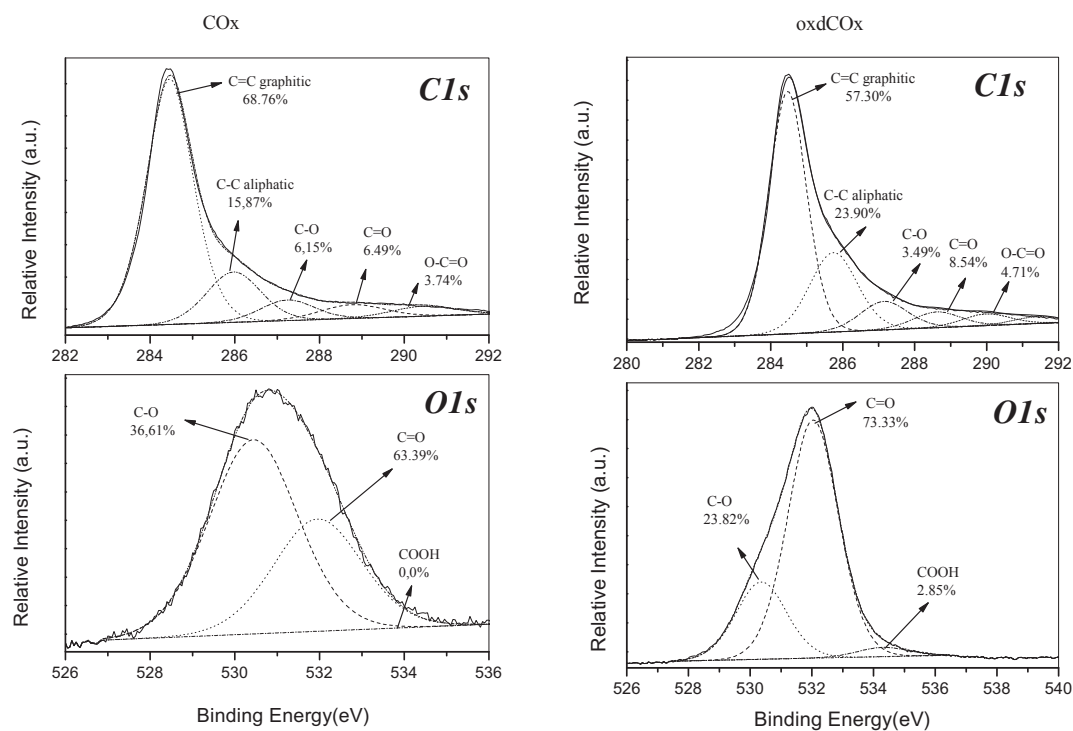 COx
C1s
C=C graphitic
68.76%
C-C aliphatic
15,87%
C-O
6,15%
C=O
6.49%
O-C=O
3.74%
Relative Intensity (a.u.)
282 284 286 288 290 292
oxdCOx
C1s
C=C graphitic
57.30%
C-C aliphatic
23.90%
C-O
3.49%
C=O
8.54%
O-C=O
4.71%
Relative Intensity (a.u.)
280 282 284 286 288 290 292
O1s
C-O
36,61%
C=O
63.39%
COOH
0,0%
Relative Intensity (a.u.)
526 528 530 532 534 536
Binding Energy(eV)
O1s
C=O
73.33%
C-O
23.82%
COOH
2.85%
Relative Intensity (a.u.)
526 528 530 532 534 536 538 540
Binding Energy(eV)